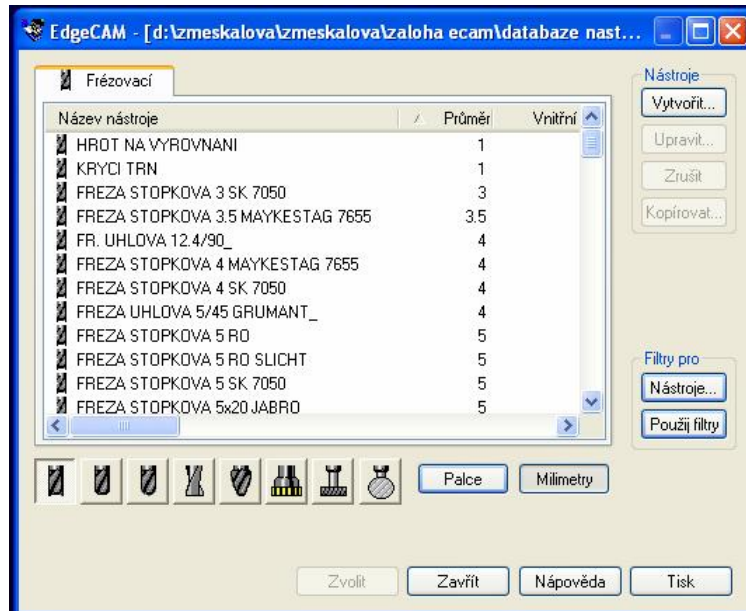 EdgeCAM - [d:\zmeskalova\zmeskalova\zaloha ecam\databaze nast...
Frézovací
Název nástroje Průměr Vnitřní
HROT NA VYROVNANI 1
KRYCI TRN 1
FREZA STOPKOVA 3 SK 7050 3
FREZA STOPKOVA 3.5 MAYKESTAG 7655 3.5
FR. UHLOVA 12.4/90_ 4
FREZA STOPKOVA 4 MAYKESTAG 7655 4
FREZA STOPKOVA 4 SK 7050 4
FREZA UHLOVA 5/45 GRUMANT_ 4
FREZA STOPKOVA 5 RO 5
FREZA STOPKOVA 5 RO SLICHT 5
FREZA STOPKOVA 5 SK 7050 5
FREZA STOPKOVA 5x20 JABRO 5
Nástroje
Vytvořit...
Upravit...
Zrušit
Kopírovat...
Filtry pro
Nástroje...
Použij filtry
Palce Milimetry
Zvolit Zavřít Nápověda Tisk